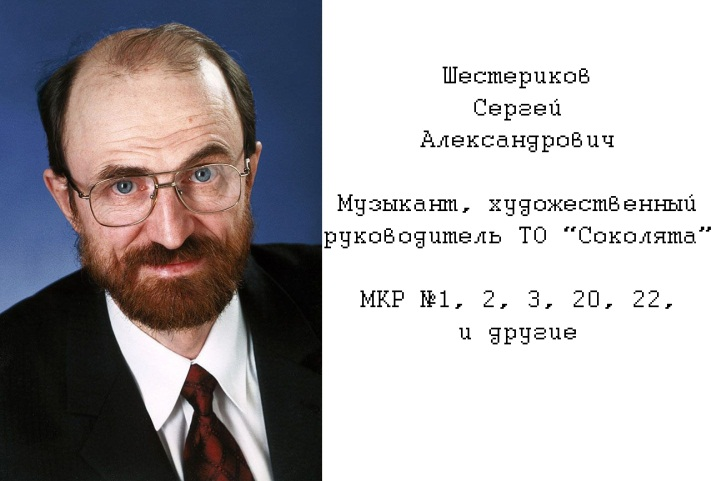 Шестериков
Сергей
Александрович
Музыкант, художественный
руководитель ТО “Соколята”
МКР №1, 2, 3, 20, 22,
и другие